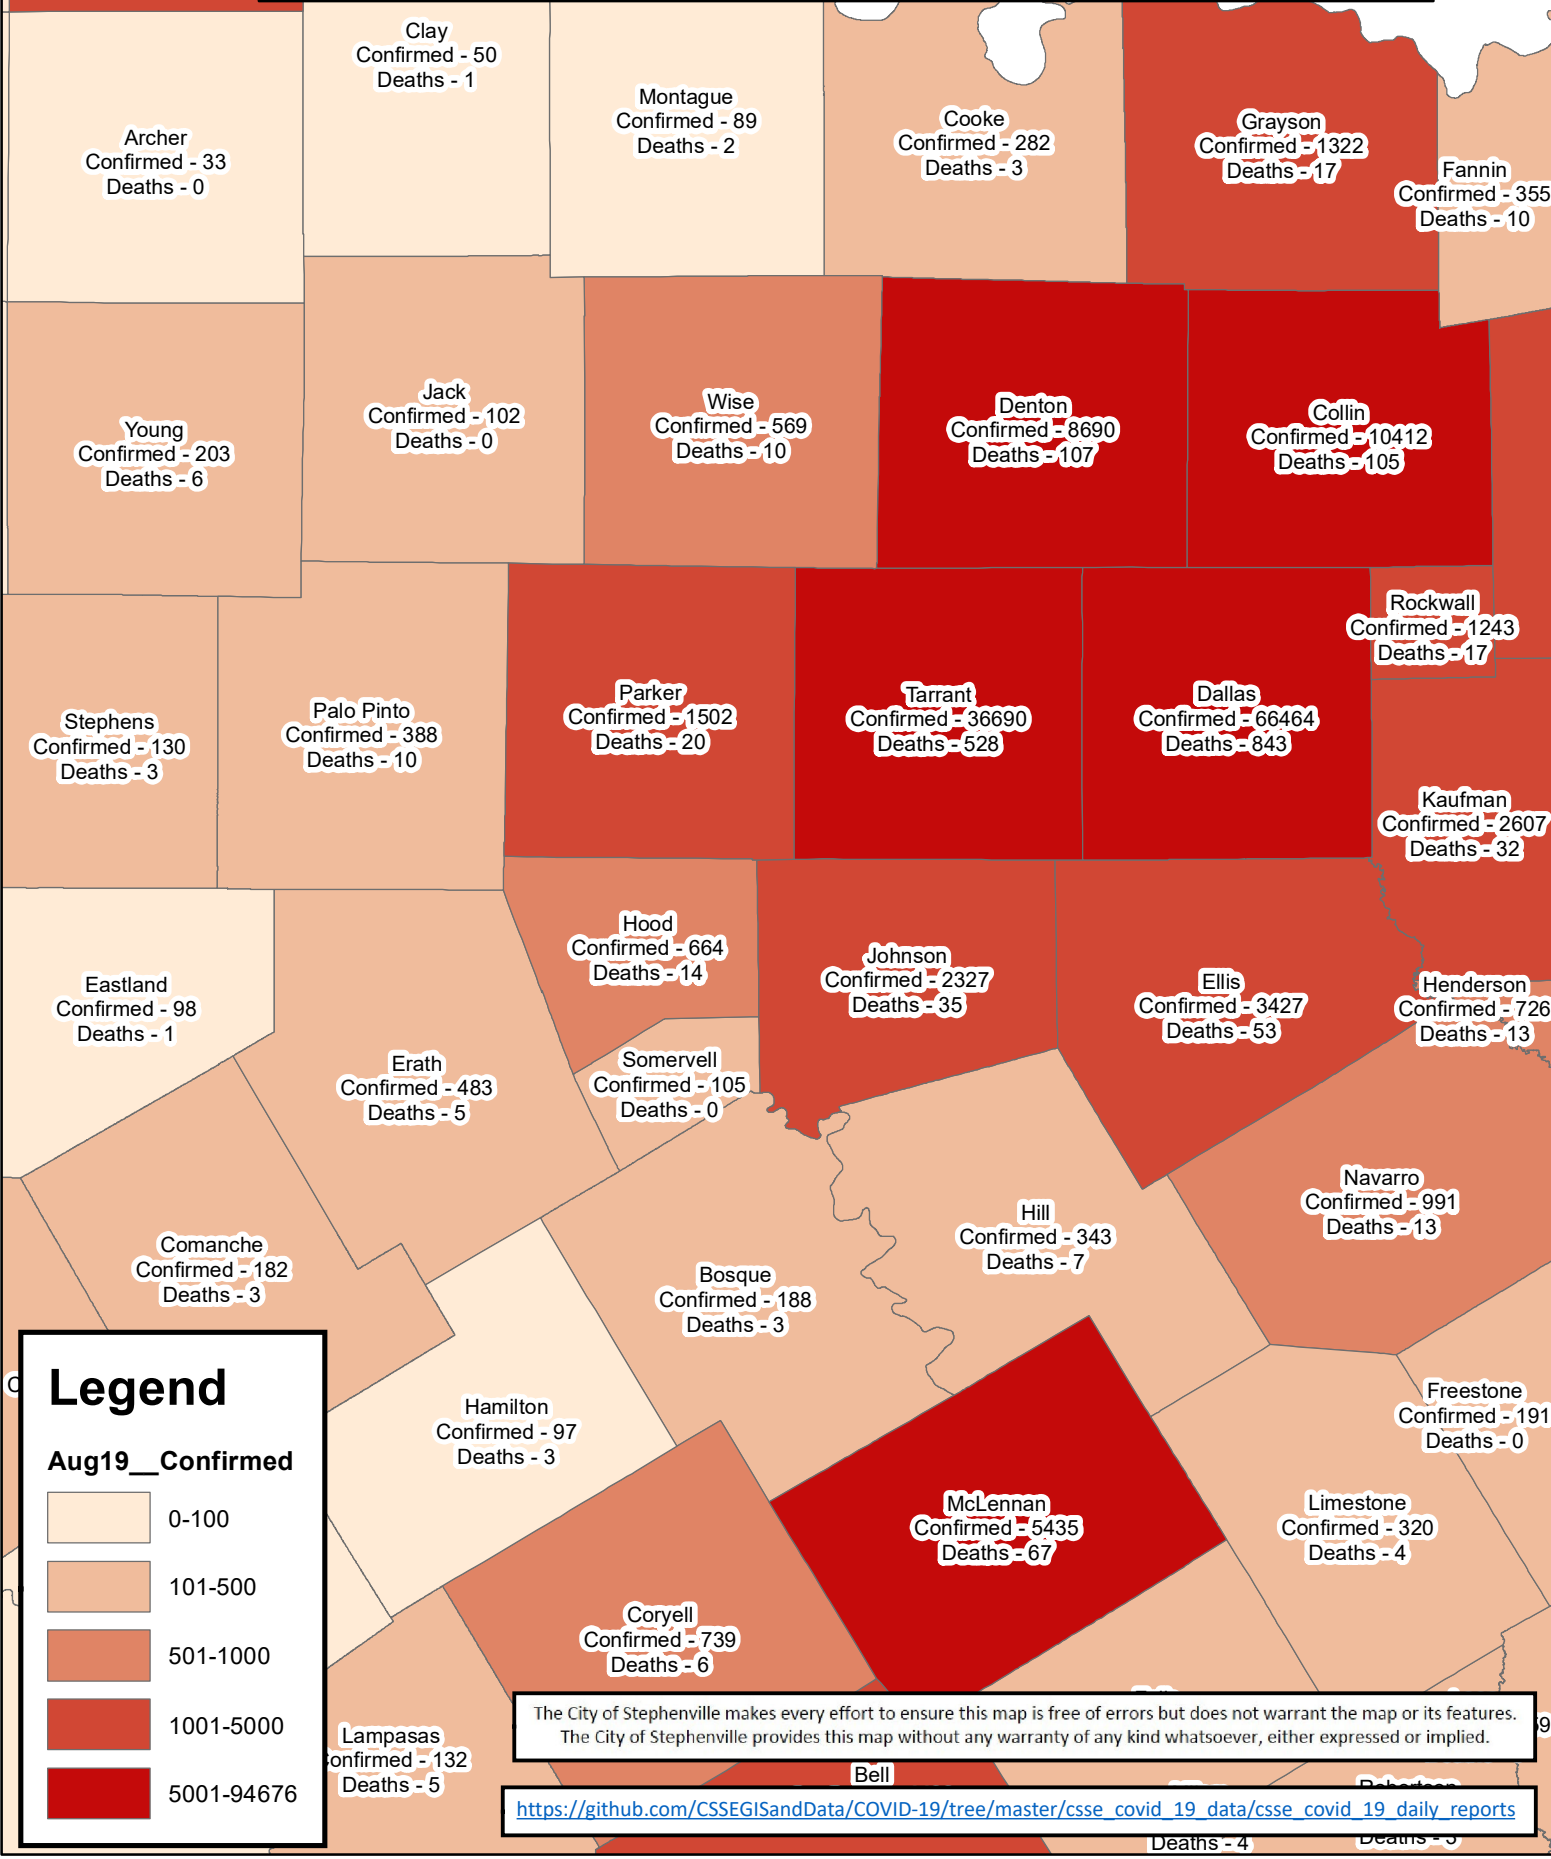 Clay
Confirmed - 50
Deaths - 1
Montague
Confirmed - 89
Deaths - 2
Archer
Confirmed - 33
Deaths - 0
Cooke
Confirmed - 282
Deaths - 3
Grayson
Confirmed - 1322
Deaths - 17
Fannin
Confirmed - 355
Deaths - 10
Young
Confirmed - 203
Deaths - 6
Jack
Confirmed - 102
Deaths - 0
Wise
Confirmed - 569
Deaths - 10
Denton
Confirmed - 8690
Deaths - 107
Collin
Confirmed - 10412
Deaths - 105
Rockwall
Confirmed - 1243
Deaths - 17
Stephens
Confirmed - 130
Deaths - 3
Palo Pinto
Confirmed - 388
Deaths - 10
Parker
Confirmed - 1502
Deaths - 20
Tarrant
Confirmed - 36690
Deaths - 528
Dallas
Confirmed - 66464
Deaths - 843
Kaufman
Confirmed - 2607
Deaths - 32
Eastland
Confirmed - 98
Deaths - 1
Hood
Confirmed - 664
Deaths - 14
Johnson
Confirmed - 2327
Deaths - 35
Ellis
Confirmed - 3427
Deaths - 53
Henderson
Confirmed - 726
Deaths - 13
Erath
Confirmed - 483
Deaths - 5
Somervell
Confirmed - 105
Deaths - 0
Comanche
Confirmed - 182
Deaths - 3
Bosque
Confirmed - 188
Deaths - 3
Hill
Confirmed - 343
Deaths - 7
Navarro
Confirmed - 991
Deaths - 13
Hamilton
Confirmed - 97
Deaths - 3
Freestone
Confirmed - 191
Deaths - 0
McLennan
Confirmed - 5435
Deaths - 67
Limestone
Confirmed - 320
Deaths - 4
Coryell
Confirmed - 739
Deaths - 6
Lampasas
onfirmed - 132
Deaths - 5
Bell
Deaths - 4
Legend
Aug19__Confirmed
0-100
101-500
501-1000
1001-5000
5001-94676
The City of Stephenville makes every effort to ensure this map is free of errors but does not warrant the map or its features.
The City of Stephenville provides this map without any warranty of any kind whatsoever, either expressed or implied.
https://github.com/CSSEGISandData/COVID-19/tree/master/csse_covid_19_data/csse_covid_19_daily_reports